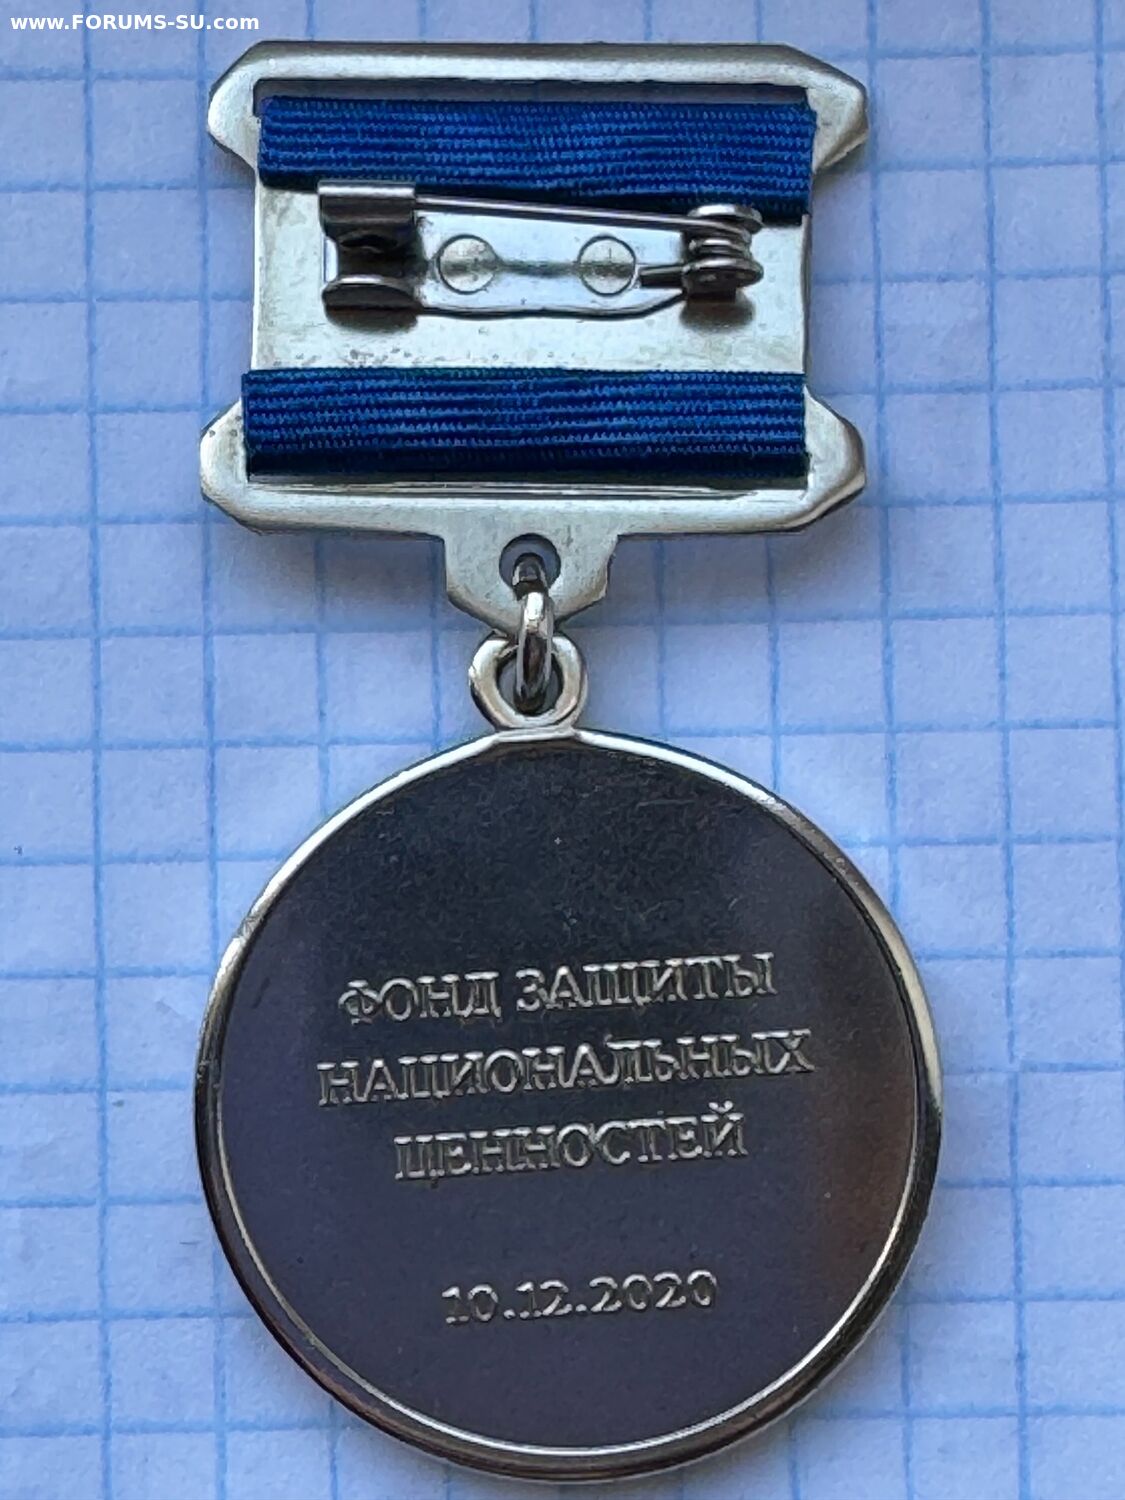 www.FORUMS-SU.com
ФОНД ЗАЩИТЫ
НАЦИОНАЛЬНЫХ
ЦЕННОСТЕЙ
10.12.2020